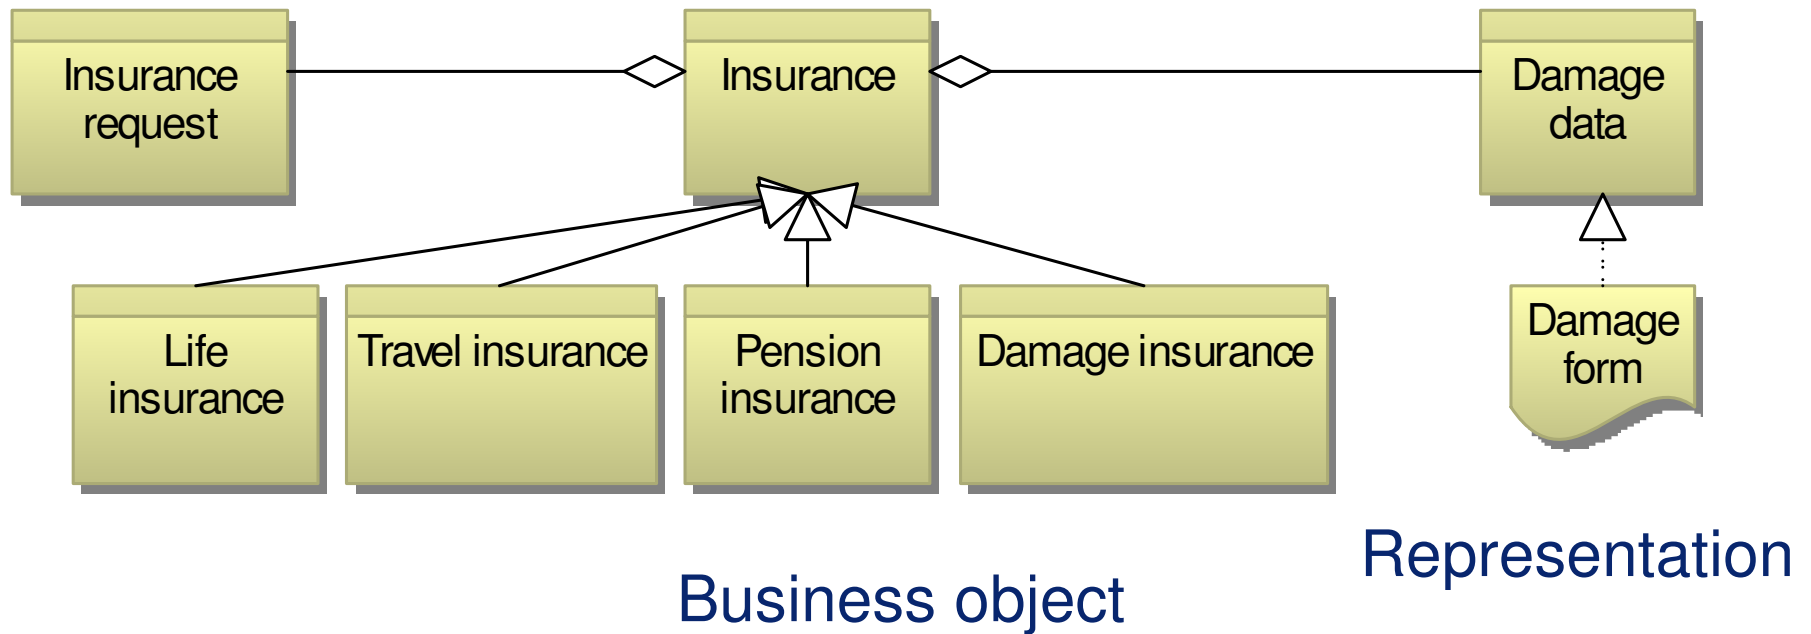 Insurance
request
Insurance
Damage
data
Life
insurance
Travel insurance
Pension
insurance
Damage insurance
Damage
form
Representation
Business object